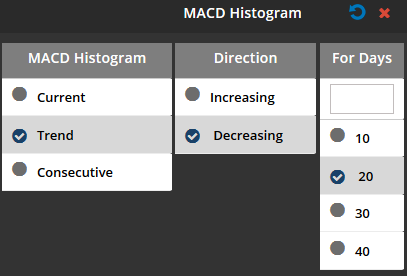 MACD Histogram
MACD Histogram Direction For Days
Current Increasing
Trend Decreasing 10
20
Consecutive
30
40